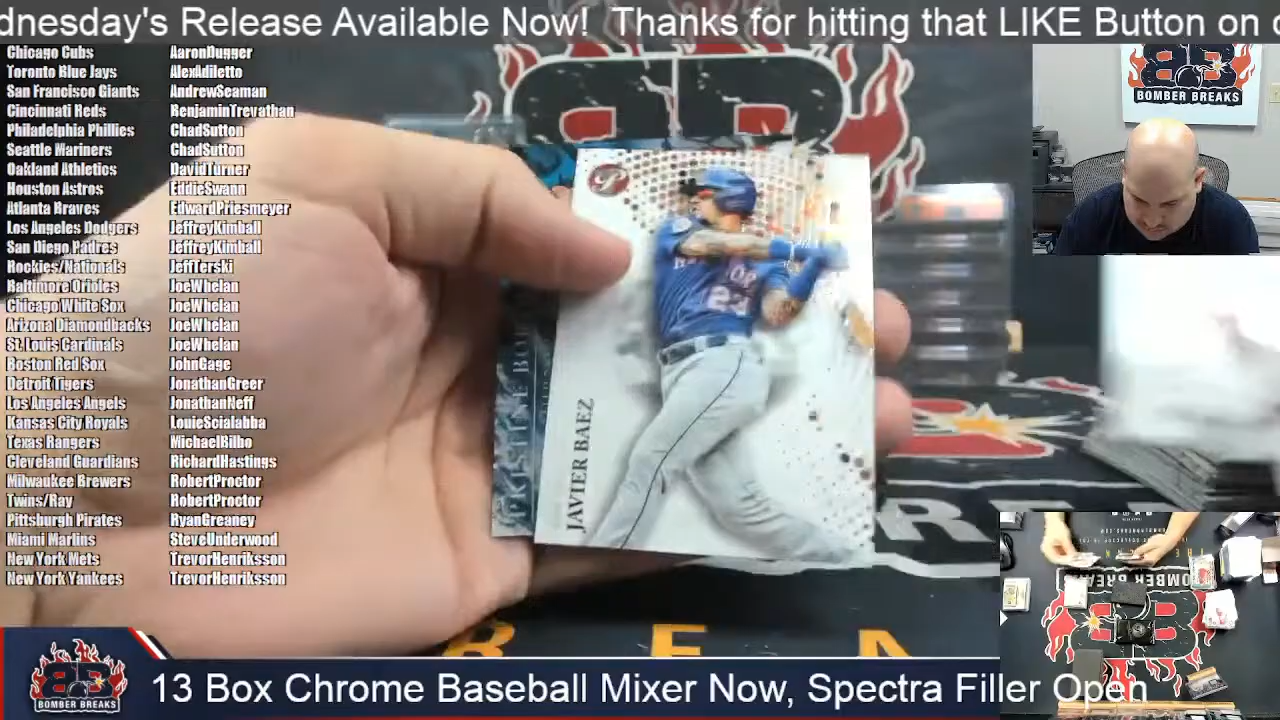 dnesday's Release Available Now! Thanks for hitting that LIKE Button on
Chicago Cubs AaronDugger
Toronto Blue Jays AlexAdiletto
San Francisco Giants AndrewSeaman
Cincinnati Reds BenjaminTrevathan
Philadelphia Phillies ChadSutton
Seattle Mariners ChadSutton
Oakland Athletics DavidTurner
Houston Astros EddieSwann
Atlanta Braves EdwardPriesmeyer
Los Angeles Dodgers JeffreyKimball
San Diego Padres JeffreyKimball
Rockies/Nationals JeffTerski
Baltimore Orioles JoeWhelan
Chicago White Sox JoeWhelan
Arizona Diamondbacks JoeWhelan
St. Louis Cardinals JoeWhelan
Boston Red Sox JohnGage
Detroit Tigers JonathanGreer
Los Angeles Angels JonathanNeff
Kansas City Royals LouieScialabba
Texas Rangers MichaelBilbo
Cleveland Guardians RichardHastings
Milwaukee Brewers RobertProctor
Twins/Ray RobertProctor
Pittsburgh Pirates RyanGreaney
Miami Marlins SteveUnderwood
New York Mets TrevorHenriksson
New York Yankees TrevorHenriksson
BOMBER BREAKS
P
23
JAVIER BAEZ
PRISTINE
R E
B E A
BOMBER BREAKS
BOMBER BREAKS
13 Box Chrome Baseball Mixer Now, Spectra Filler Open